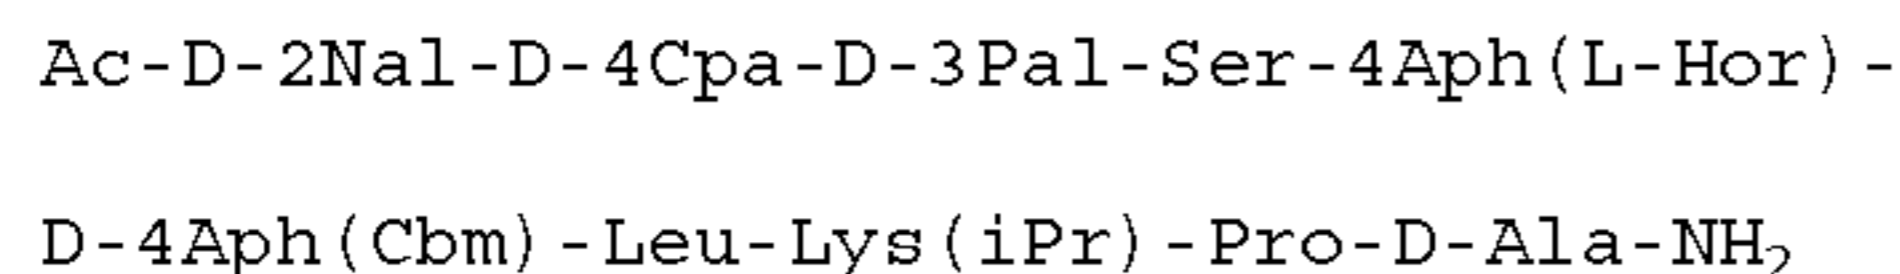 Ac-D-2Nal-D-4Cpa-D-3Pal-Ser-4Aph(L-Hor)-
D-4Aph(Cbm)-Leu-Lys(iPr)-Pro-D-Ala-NH₂